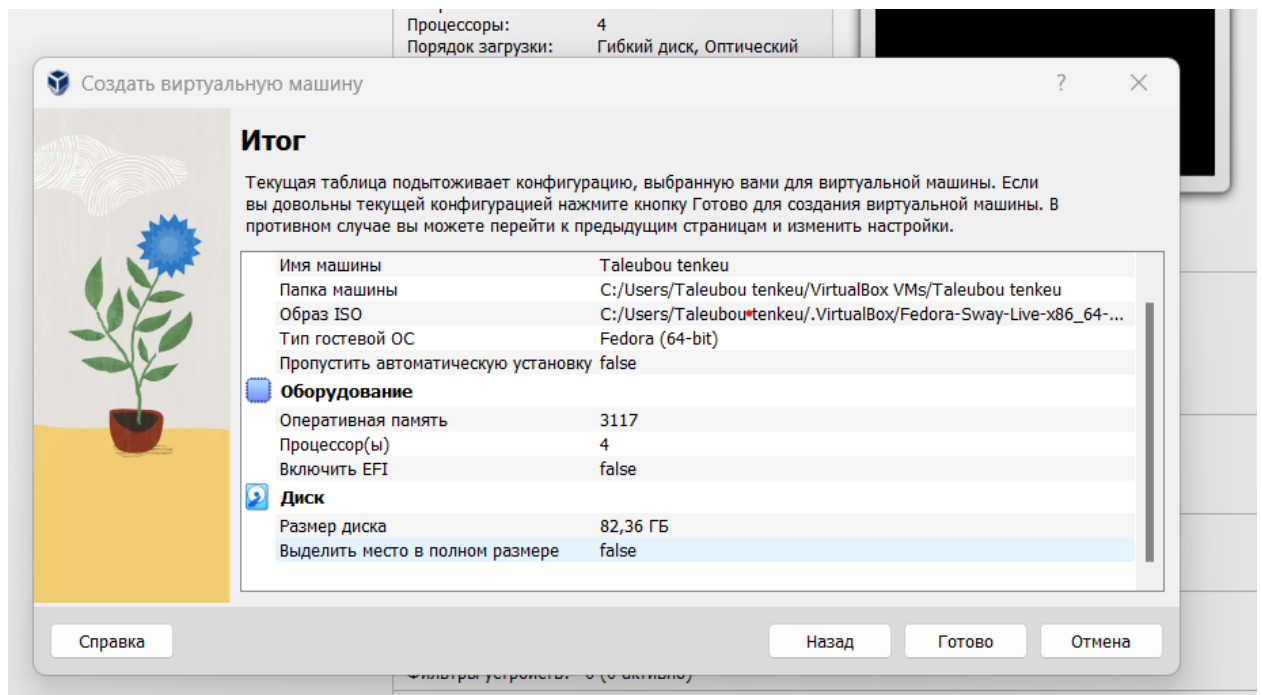 Процессоры: 4
Порядок загрузки: Гибкий диск, Оптический
Создать виртуальную машину ?
Итог
Текущая таблица подытоживает конфигурацию, выбранную вами для виртуальной машины. Если
вы довольны текущей конфигурацией нажмите кнопку Готово для создания виртуальной машины. В
противном случае вы можете перейти к предыдущим страницам и изменить настройки.
Имя машины Taleubou tenkeu
Папка машины C:/Users/Taleubou tenkeu/VirtualBox VMs/Taleubou tenkeu
Образ ISO C:/Users/Taleubou tenkeu/.VirtualBox/Fedora-Sway-Live-x86_64-...
Тип гостевой ОС Fedora (64-bit)
Пропустить автоматическую установку false
Оборудование
Оперативная память 3117
Процессор(ы) 4
Включить EFI false
Диск
Размер диска 82,36 ГБ
Выделить место в полном размере false
Справка Назад Готово Отмена